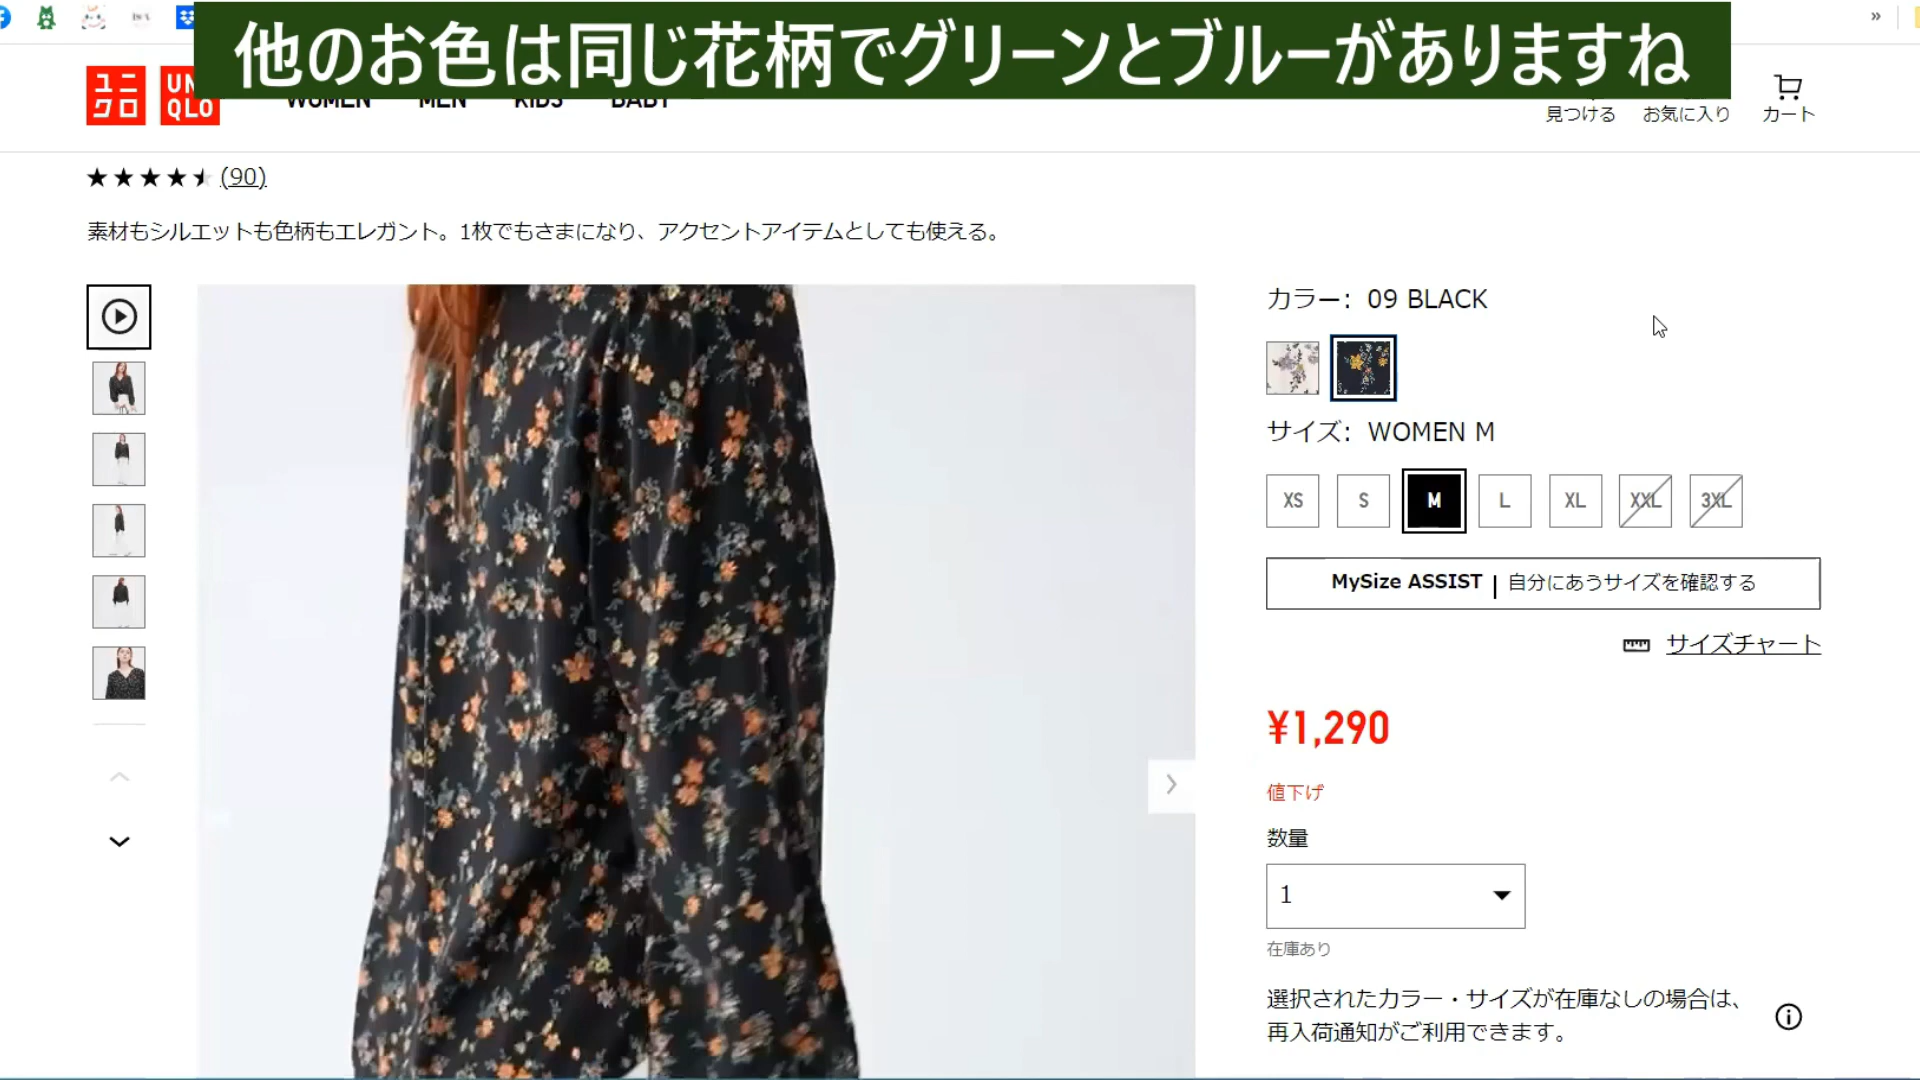 他のお色は同じ花柄でグリーンとブルーがありますね
ユニクロ UNIQLO
WOMEN MEN KIDS BABY
見つける お気に入り カート
(90)
素材もシルエットも色柄もエレガント。1枚でもさまになり、アクセントアイテムとしても使える。
カラー: 09 BLACK
サイズ: WOMEN M
XS S M L XL XXL 3XL
MySize ASSIST | 自分にあうサイズを確認する
サイズチャート
¥1,290
値下げ
数量
1
在庫あり
選択されたカラー・サイズが在庫なしの場合は、
再入荷通知がご利用できます。